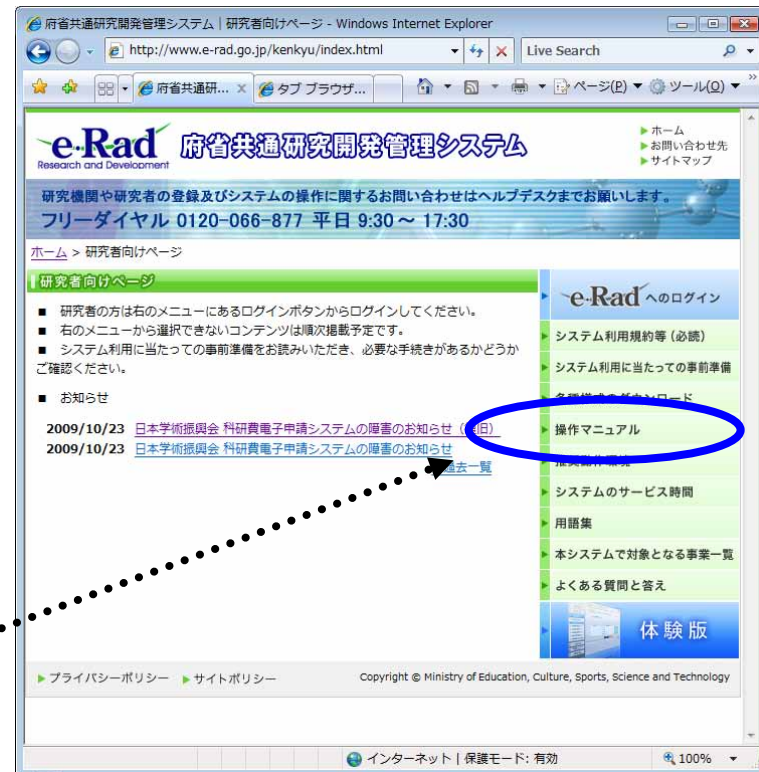 府省共通研究開発管理システム | 研究者向けページ - Windows Internet Explorer
http://www.e-rad.go.jp/kenkyu/index.html
Live Search
府省共通研...
タブ ブラウザ...
ページ(P)
ツール(O)
e-Rad
Research and Development
府省共通研究開発管理システム
ホーム
お問い合わせ先
サイトマップ
研究機関や研究者の登録及びシステムの操作に関するお問い合わせはヘルプデスクまでお願いします。
フリーダイヤル 0120-066-877 平日 9:30～ 17:30
ホーム > 研究者向けページ
研究者向けページ
■ 研究者の方は右のメニューにあるログインボタンからログインしてください。
■ 右のメニューから選択できないコンテンツは順次掲載予定です。
■ システム利用に当たっての事前準備をお読みいただき、必要な手続きがあるかどうか
ご確認ください。
■ お知らせ
2009/10/23 日本学術振興会 科研費電子申請システムの障害のお知らせ（ 旧）
2009/10/23 日本学術振興会 科研費電子申請システムの障害のお知らせ
過去一覧
e-Rad へのログイン
システム利用規約等 (必読)
システム利用に当たっての事前準備
各種様式のダウンロード
操作マニュアル
推奨動作環境
システムのサービス時間
用語集
本システムで対象となる事業一覧
よくある質問と答え
体験版
プライバシーポリシー
サイトポリシー
Copyright © Ministry of Education, Culture, Sports, Science and Technology
インターネット | 保護モード: 有効
100%